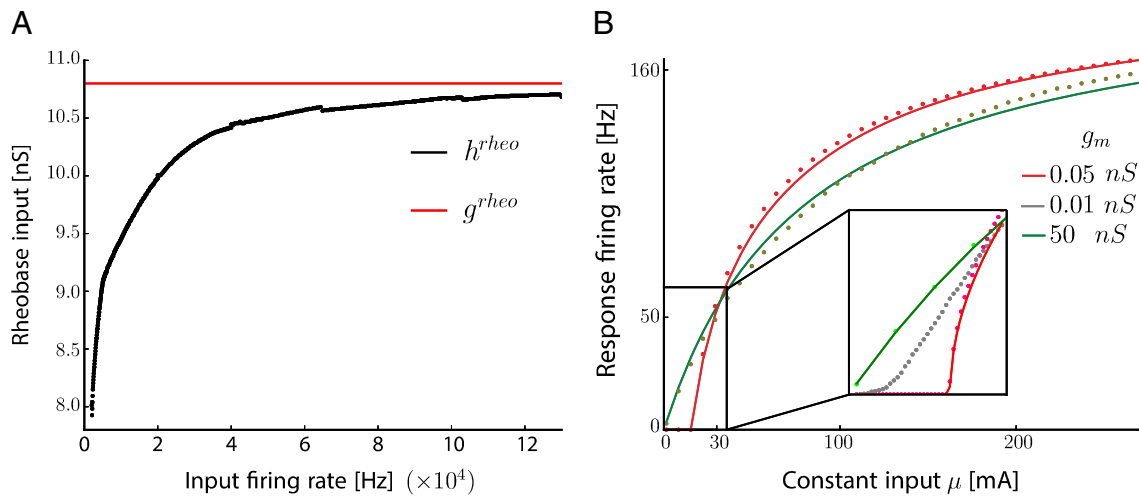 A
Rheobase input [nS]
11.0
10.5
10.0
9.5
9.0
8.5
8.0
h^{rheo}
g^{rheo}
0 2 4 6 8 10 12
Input firing rate [Hz] (×10^4)
B
Response firing rate [Hz]
160
50
0
g_m
0.05 nS
0.01 nS
50 nS
0 30 100 200
Constant input μ [mA]